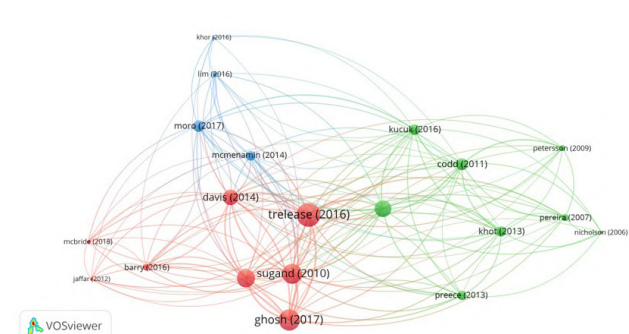 khor (2016)
lim (2016)
moro (2017)
kucuk (2016)
mcmenamin (2014)
petersson (2009)
codd (2011)
davis (2014)
trelease (2016)
pereira (2007)
khot (2013)
nicholson (2006)
mcbride (2018)
barry (2016)
sugand (2010)
jaffar (2012)
preece (2013)
ghosh (2017)
VOSviewer